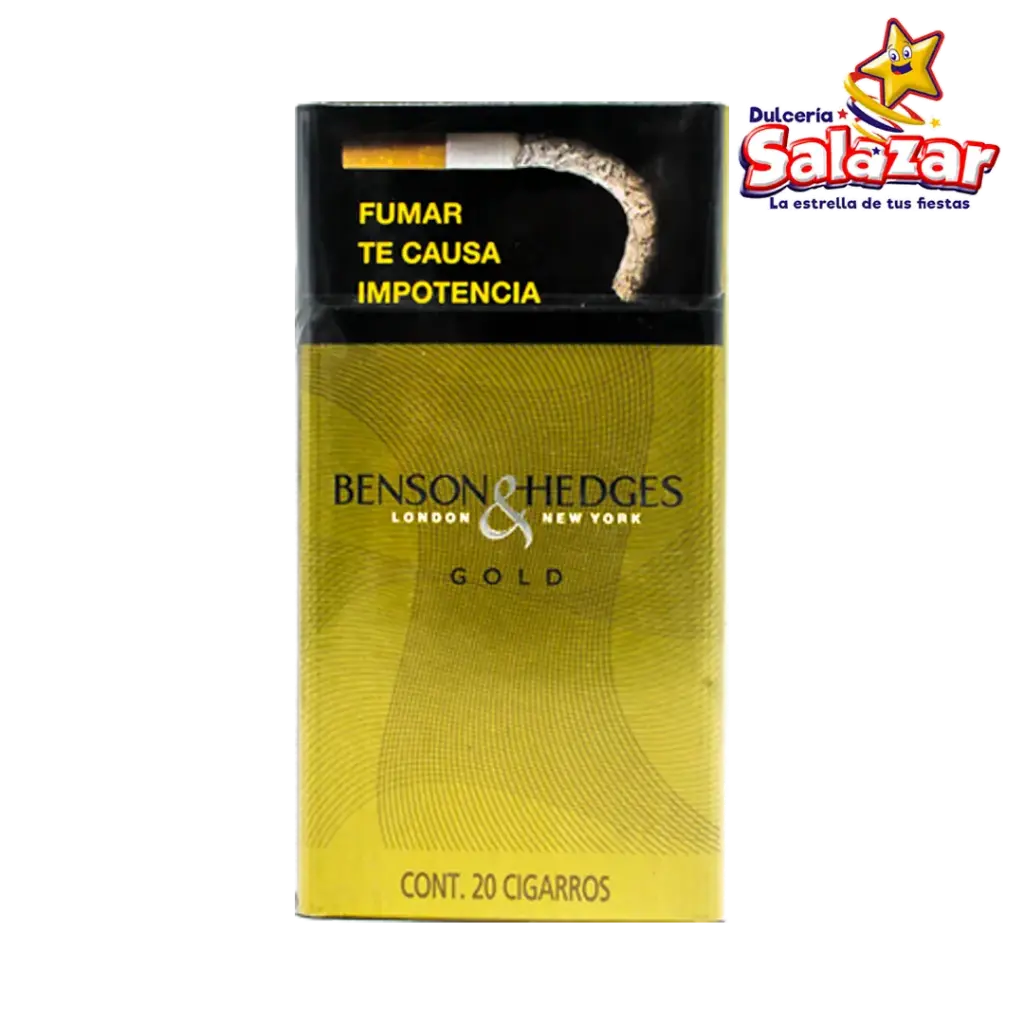 Dulcería
Salazar
La estrella de tus fiestas
FUMAR
TE CAUSA
IMPOTENCIA
BENSON & HEDGES
LONDON NEW YORK
GOLD
CONT. 20 CIGARROS